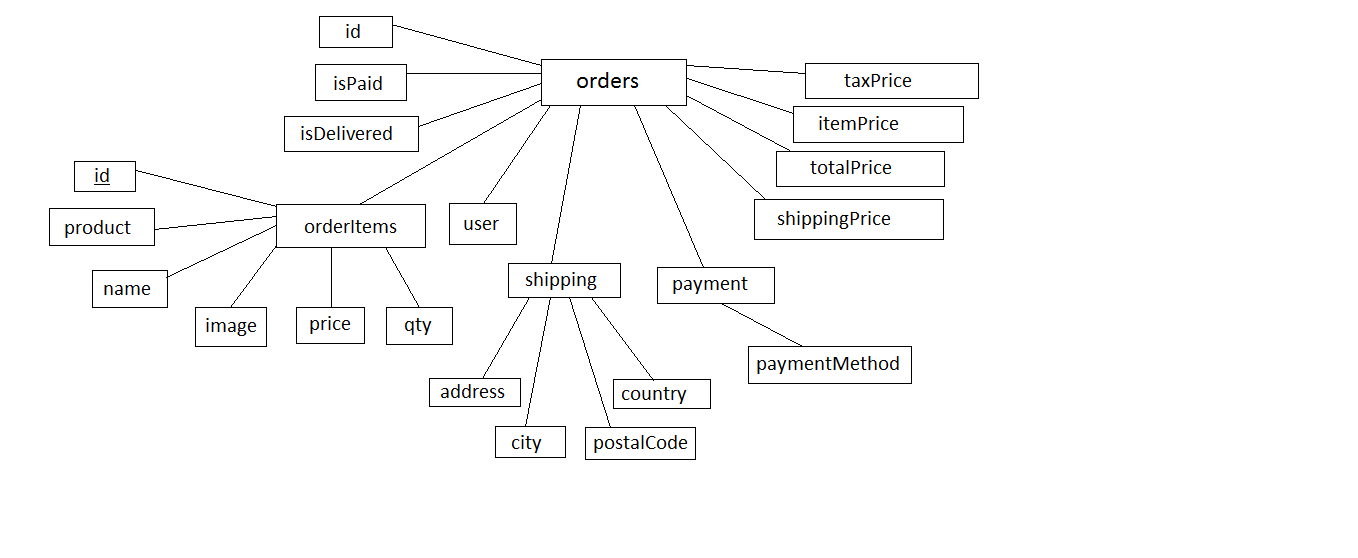 id
orders
isPaid
taxPrice
itemPrice
isDelivered
totalPrice
id
shippingPrice
product
orderItems
user
name
shipping
payment
image
price
qty
paymentMethod
address
country
city
postalCode